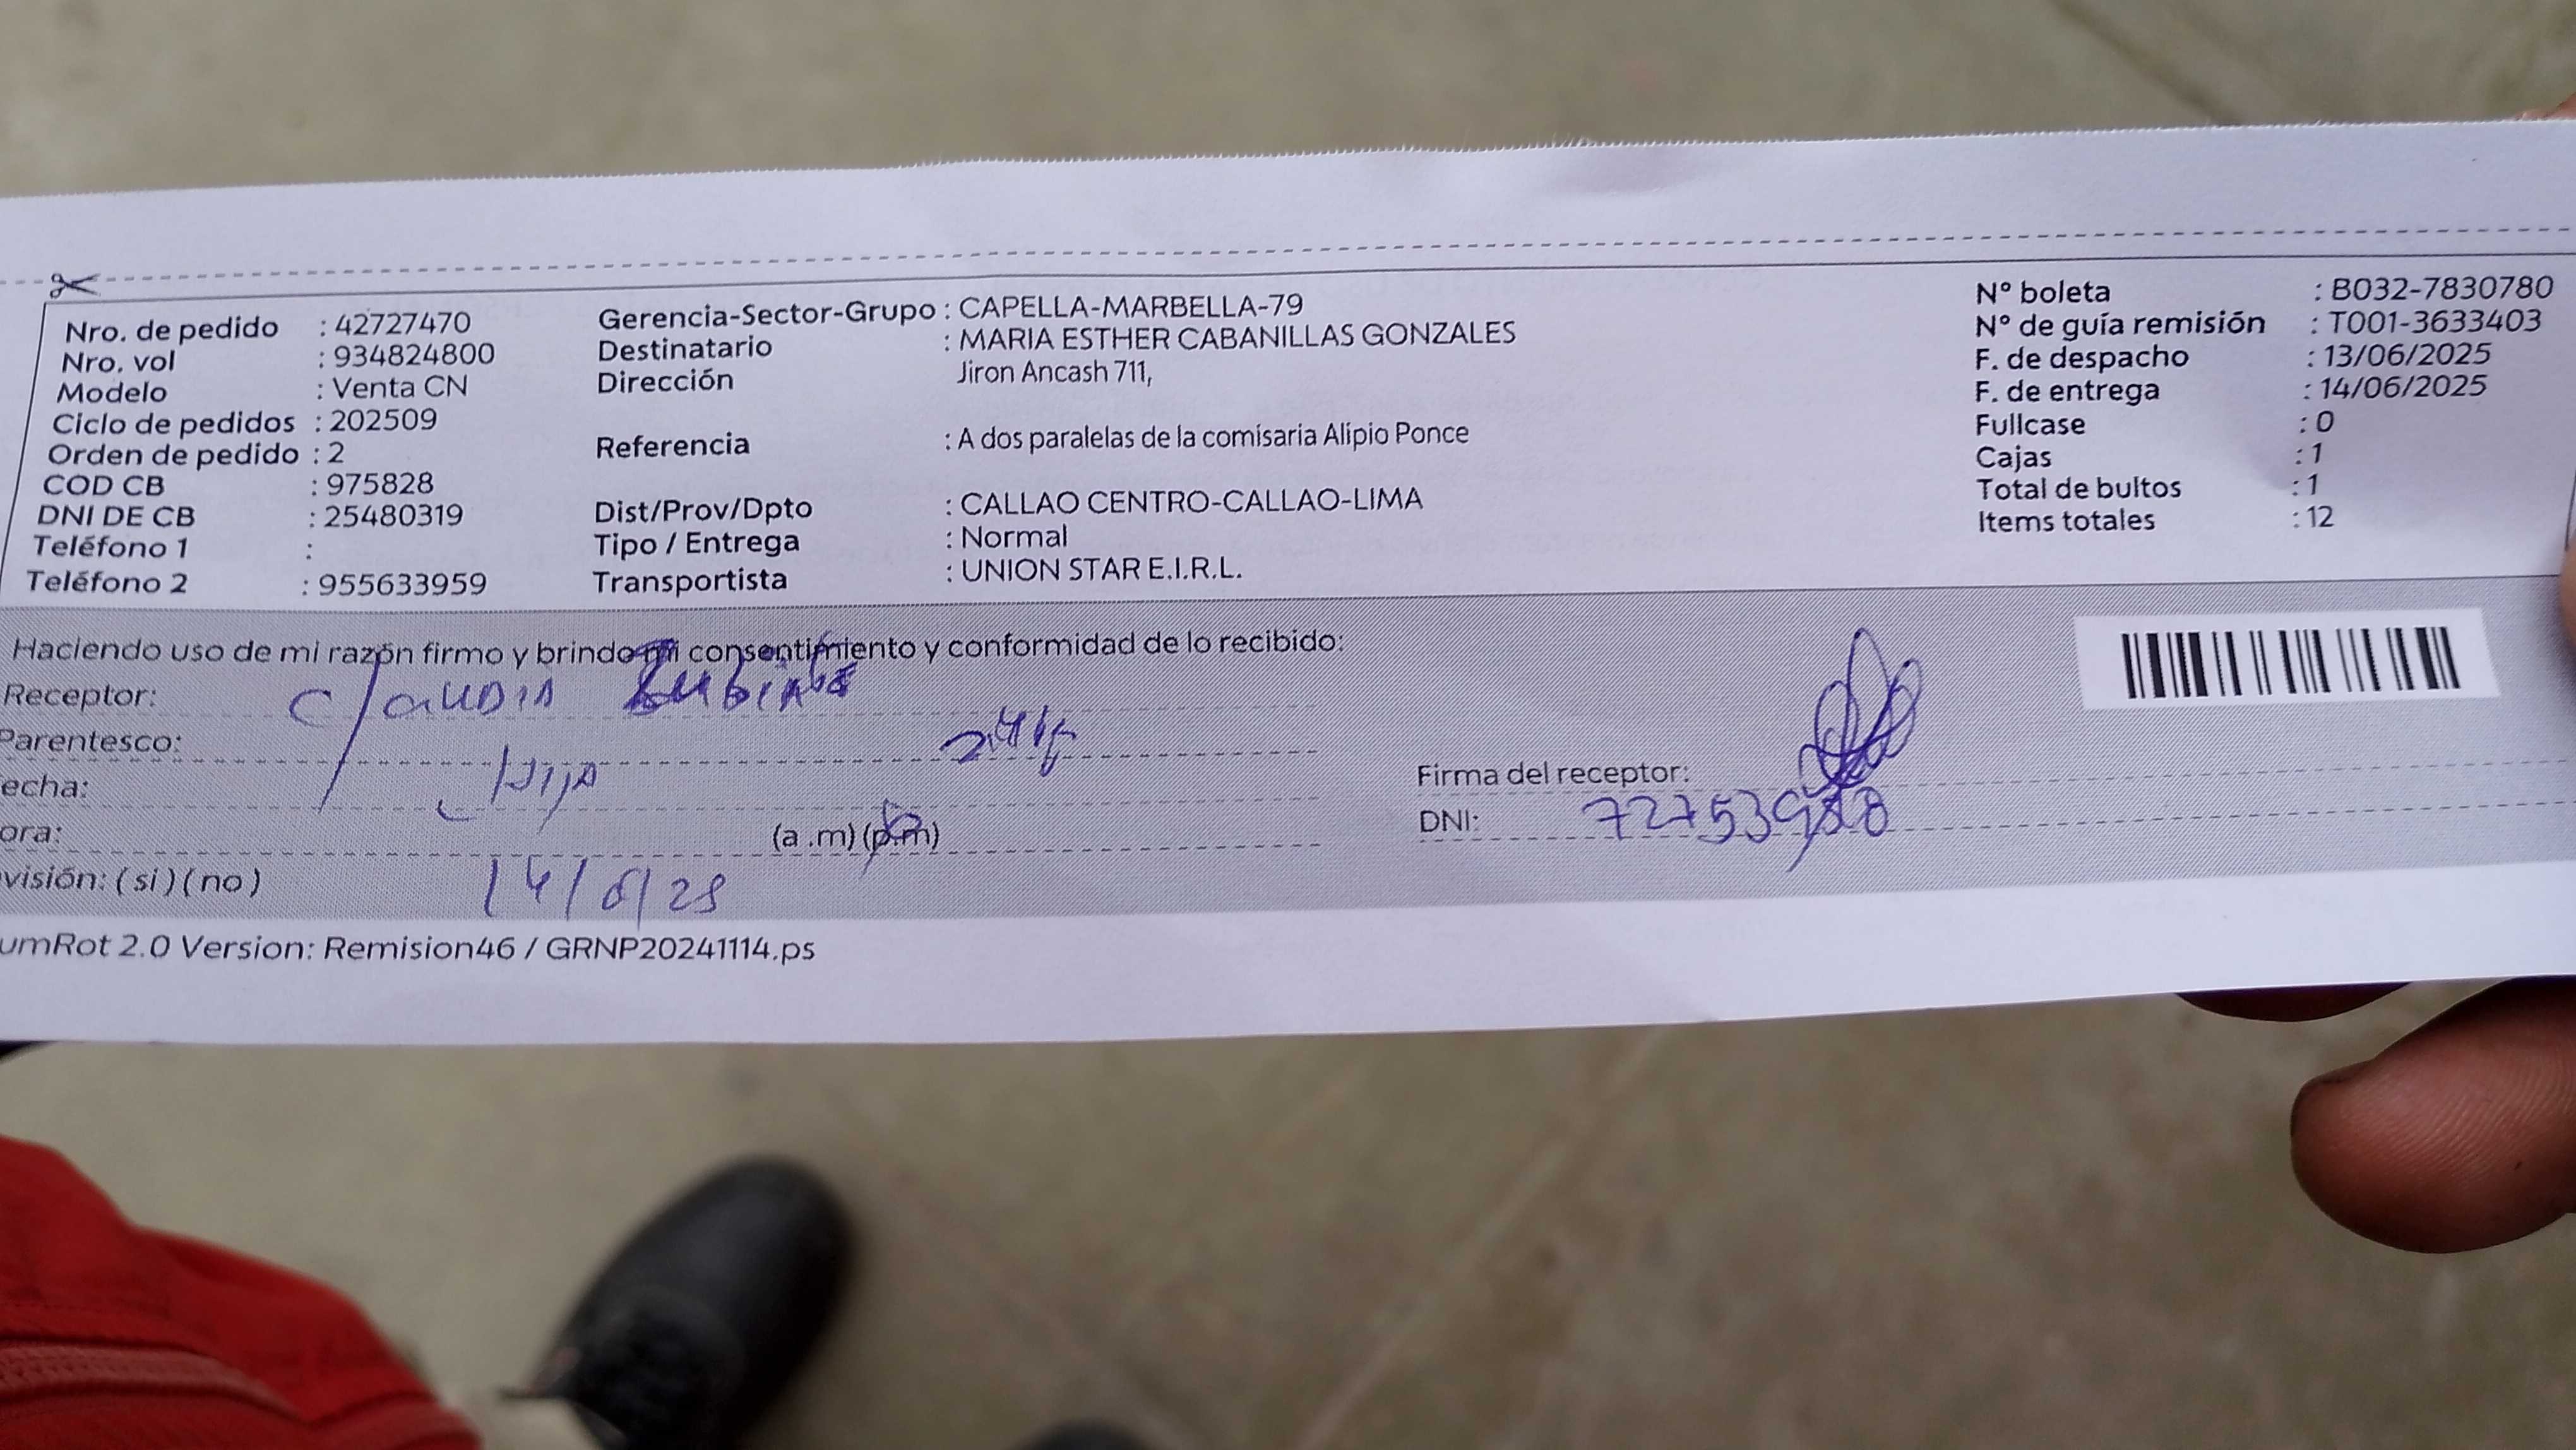 Nro. de pedido : 42727470
Nro. vol : 934824800
Modelo : Venta CN
Ciclo de pedidos : 202509
Orden de pedido : 2
COD CB : 975828
DNI DE CB : 25480319
Teléfono 1 :
Teléfono 2 : 955633959
Gerencia-Sector-Grupo : CAPELLA-MARBELLA-79
Destinatario : MARIA ESTHER CABANILLAS GONZALES
Dirección Jiron Ancash 711,
Referencia : A dos paralelas de la comisaria Alipio Ponce
Dist/Prov/Dpto : CALLAO CENTRO-CALLAO-LIMA
Tipo / Entrega : Normal
Transportista : UNION STAR E.I.R.L.
N° boleta : B032-7830780
N° de guía remisión : T001-3633403
F. de despacho : 13/06/2025
F. de entrega : 14/06/2025
Fullcase : 0
Cajas : 1
Total de bultos : 1
Items totales : 12
Haciendo uso de mi razón firmo y brindo mi consentimiento y conformidad de lo recibido:
Receptor: Claudia
Parentesco:
Hija
echa:
ora: (a .m) (p.m)
visión: ( si ) ( no ) 14/6/25
Firma del receptor:
DNI:
umRot 2.0 Version: Remision46 / GRNP20241114.ps